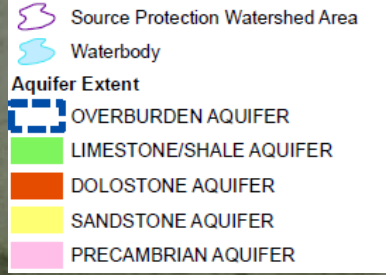 Source Protection Watershed Area
Waterbody
Aquifer Extent
OVERBURDEN AQUIFER
LIMESTONE/SHALE AQUIFER
DOLOSTONE AQUIFER
SANDSTONE AQUIFER
PRECAMBRIAN AQUIFER